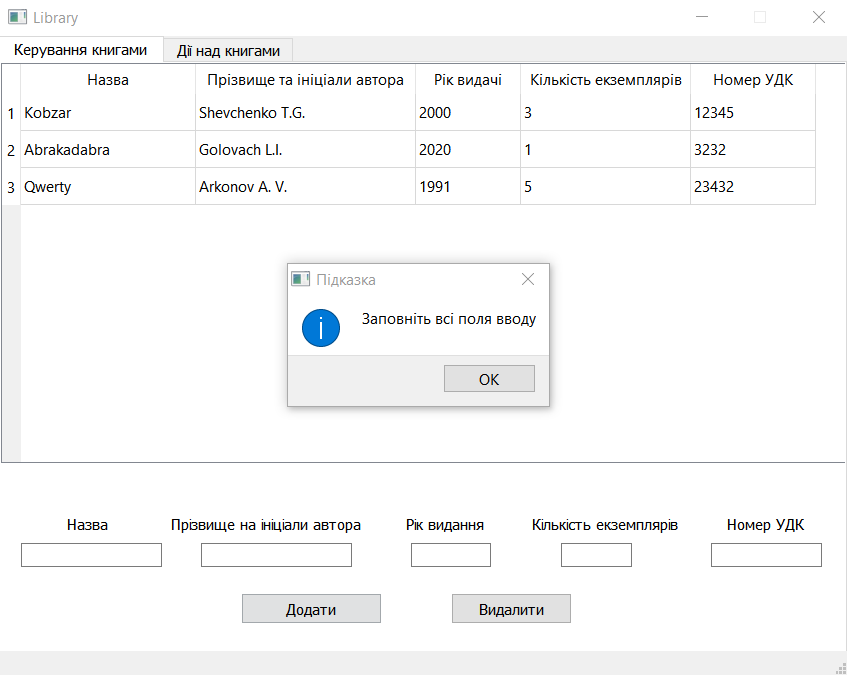 Library
Керування книгами Дії над книгами
Назва Прізвище та ініціали автора Рік видачі Кількість екземплярів Номер УДК
1 Kobzar Shevchenko T.G. 2000 3 12345
2 Abrakadabra Golovach L.I. 2020 1 3232
3 Qwerty Arkonov A. V. 1991 5 23432
Підказка
Заповніть всі поля вводу
OK
Назва Прізвище на ініціали автора Рік видання Кількість екземплярів Номер УДК
Додати Видалити